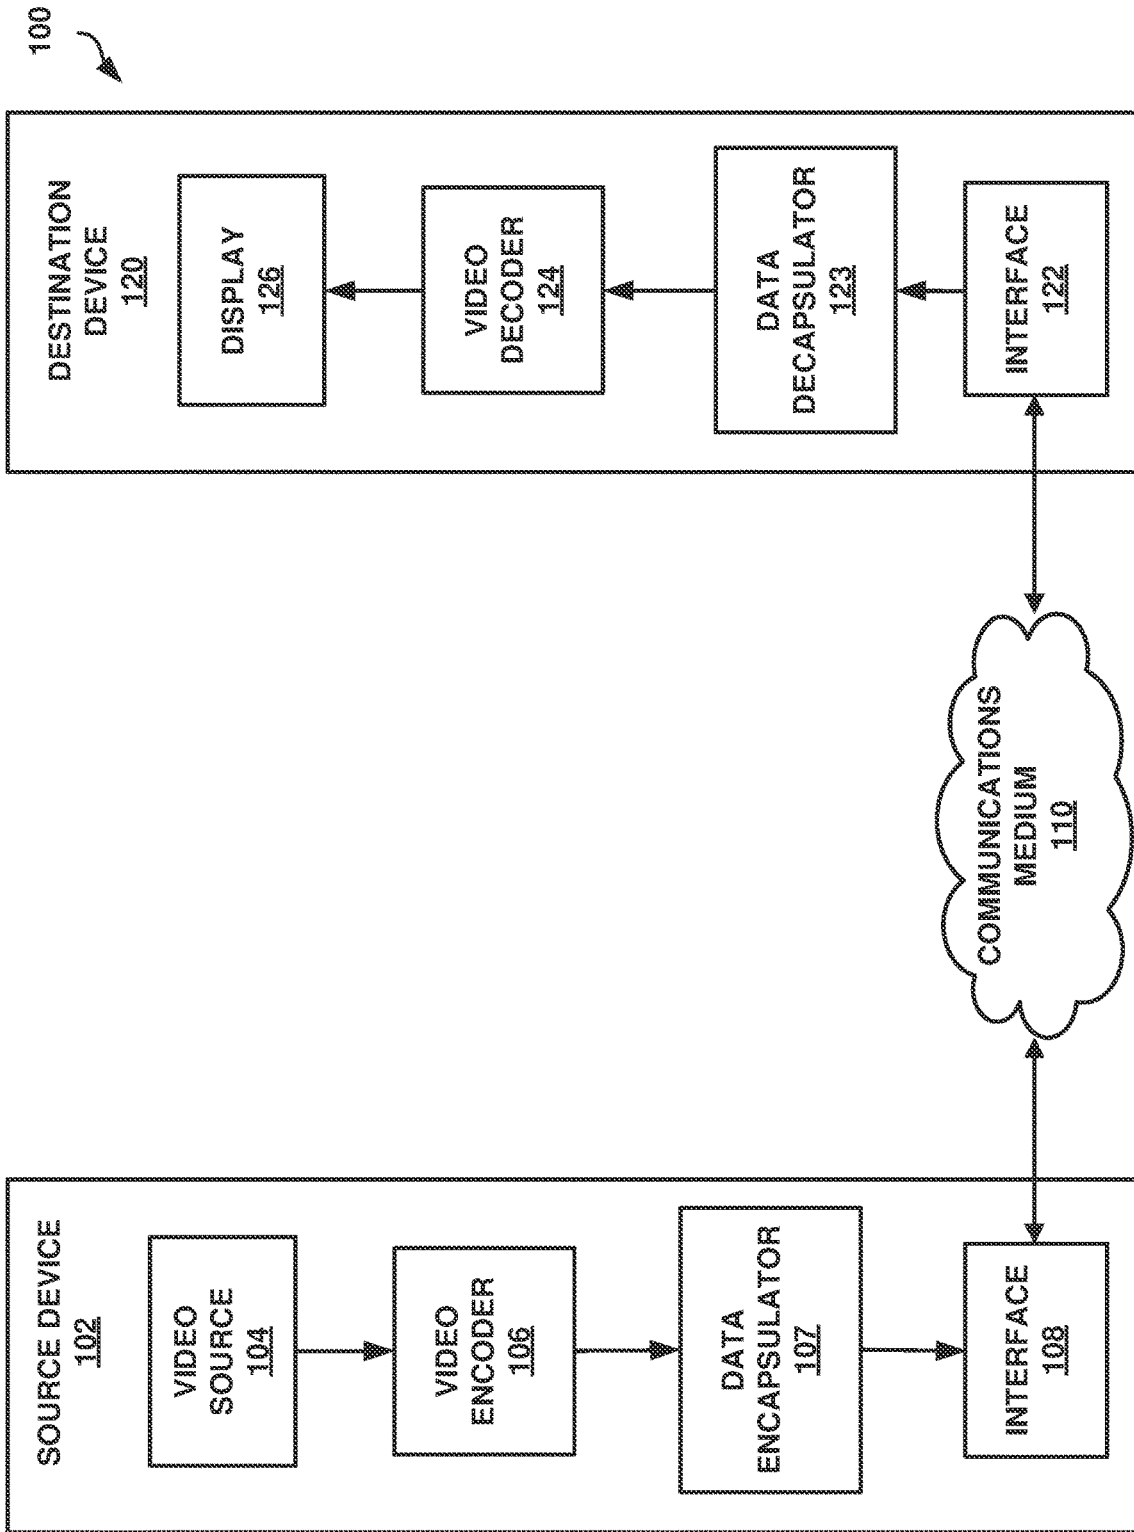 100
SOURCE DEVICE
102
VIDEO
SOURCE
104
VIDEO
ENCODER
106
DATA
ENCAPSULATOR
107
INTERFACE
108
COMMUNICATIONS
MEDIUM
110
DESTINATION
DEVICE
120
DISPLAY
126
VIDEO
DECODER
124
DATA
DECAPSULATOR
123
INTERFACE
122